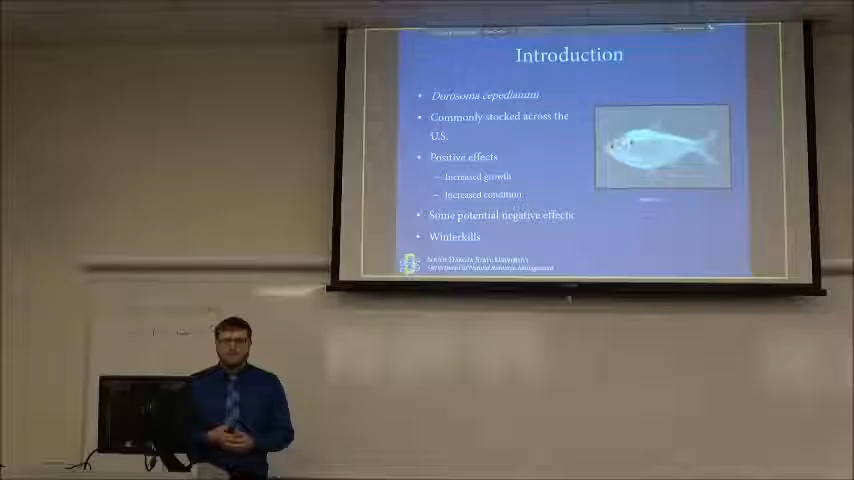 Introduction
• Dorosoma cepedianum
• Commonly stocked across the
U.S.
• Positive effects
– Increased growth
– Increased condition
• Some potential negative effects
• Winterkills
South Dakota State University
Department of Natural Resource Management